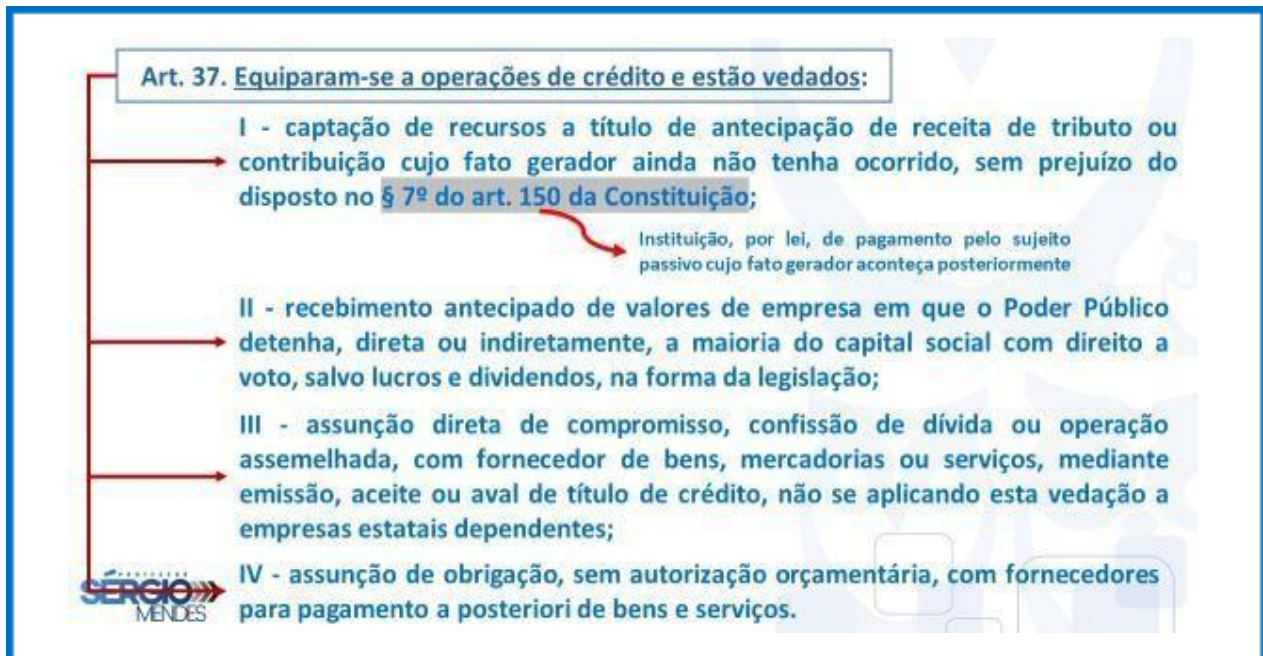 Art. 37. Equiparam-se a operações de crédito e estão vedados:
I - captação de recursos a título de antecipação de receita de tributo ou
contribuição cujo fato gerador ainda não tenha ocorrido, sem prejuízo do
disposto no § 7º do art. 150 da Constituição;
Instituição, por lei, de pagamento pelo sujeito
passivo cujo fato gerador aconteça posteriormente
II - recebimento antecipado de valores de empresa em que o Poder Público
detenha, direta ou indiretamente, a maioria do capital social com direito a
voto, salvo lucros e dividendos, na forma da legislação;
III - assunção direta de compromisso, confissão de dívida ou operação
assemelhada, com fornecedor de bens, mercadorias ou serviços, mediante
emissão, aceite ou aval de título de crédito, não se aplicando esta vedação a
empresas estatais dependentes;
IV - assunção de obrigação, sem autorização orçamentária, com fornecedores
para pagamento a posteriori de bens e serviços.
PROFESSOR
SÉRGIO
MENDES